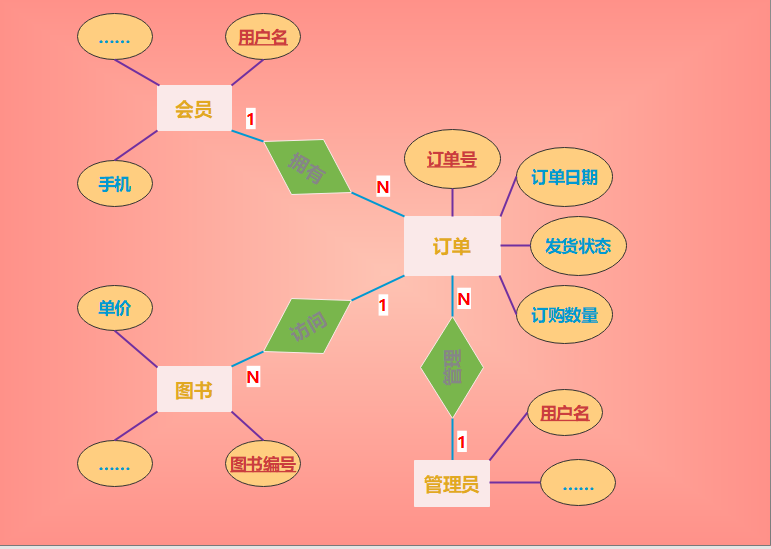 ……
用户名
会员
1
手机
拥有
N
订单号
订单日期
订单
发货状态
订购数量
单价
访问
1
N
图书
N
管理
……
图书编号
1
用户名
管理员
……